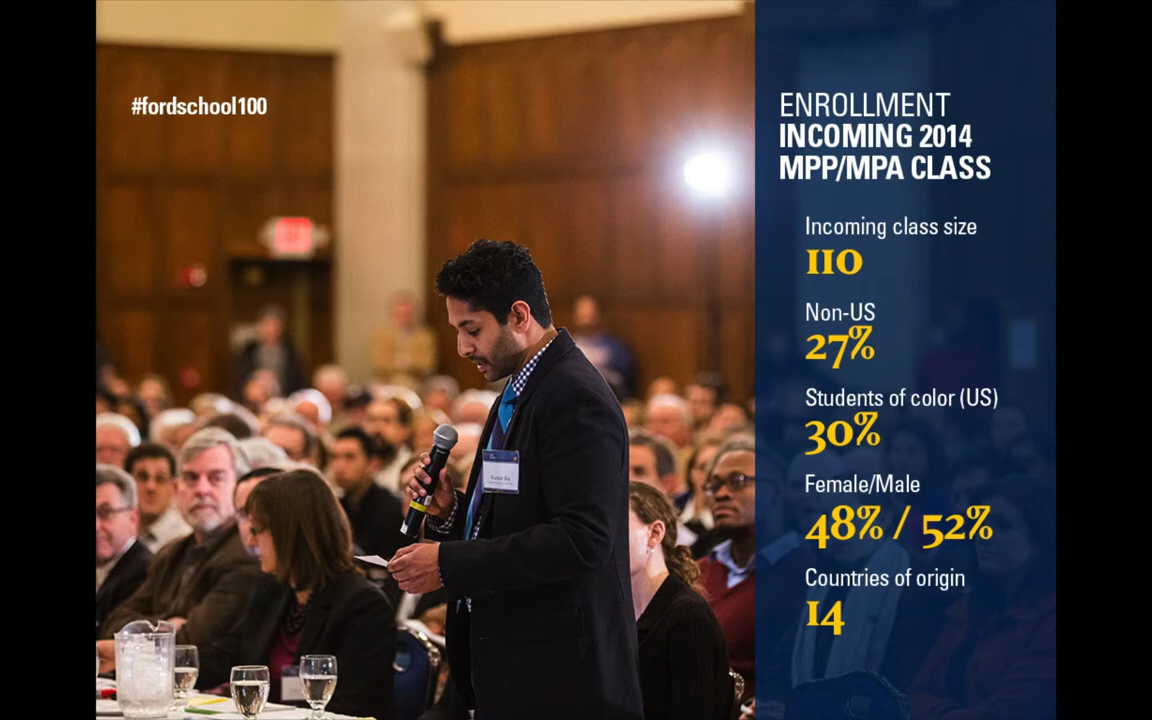 #fordschool100
ENROLLMENT
INCOMING 2014
MPP/MPA CLASS
Incoming class size
110
Non-US
27%
Students of color (US)
30%
Female/Male
48% / 52%
Countries of origin
14